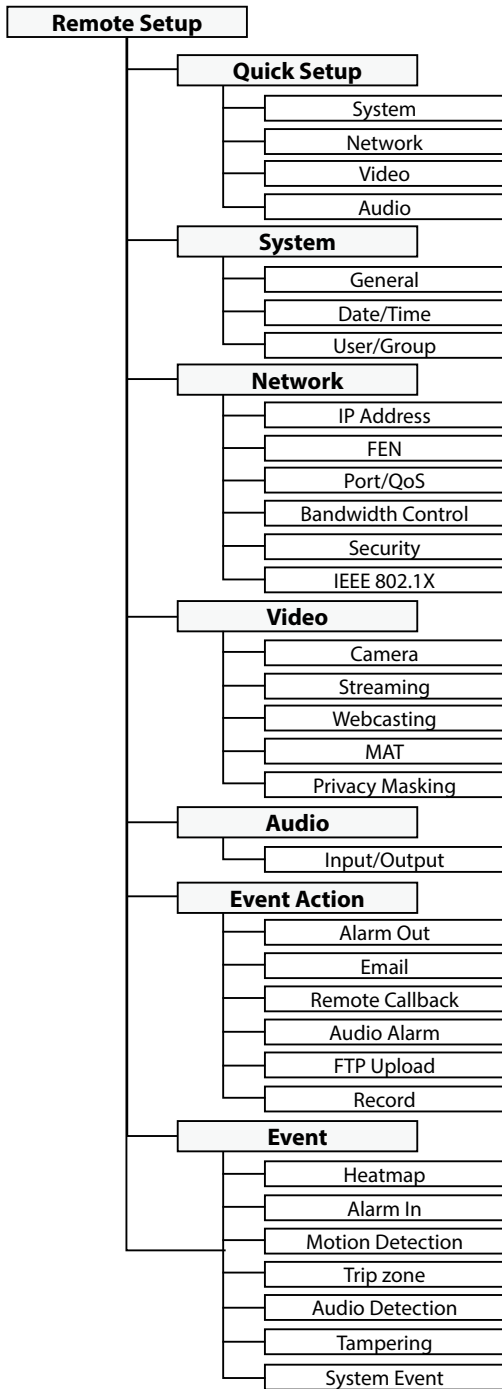 Remote Setup
Quick Setup
System
Network
Video
Audio
System
General
Date/Time
User/Group
Network
IP Address
FEN
Port/QoS
Bandwidth Control
Security
IEEE 802.1X
Video
Camera
Streaming
Webcasting
MAT
Privacy Masking
Audio
Input/Output
Event Action
Alarm Out
Email
Remote Callback
Audio Alarm
FTP Upload
Record
Event
Heatmap
Alarm In
Motion Detection
Trip zone
Audio Detection
Tampering
System Event